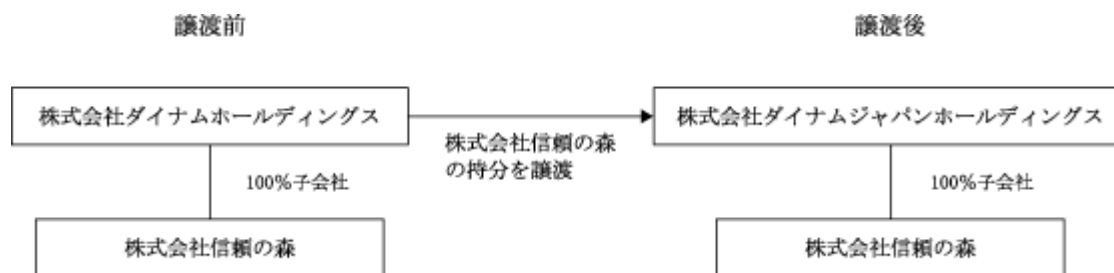 譲渡前
譲渡後
株式会社ダイナムホールディングス
株式会社ダイナムジャパンホールディングス
株式会社信頼の森
の持分を譲渡
100%子会社
100%子会社
株式会社信頼の森
株式会社信頼の森